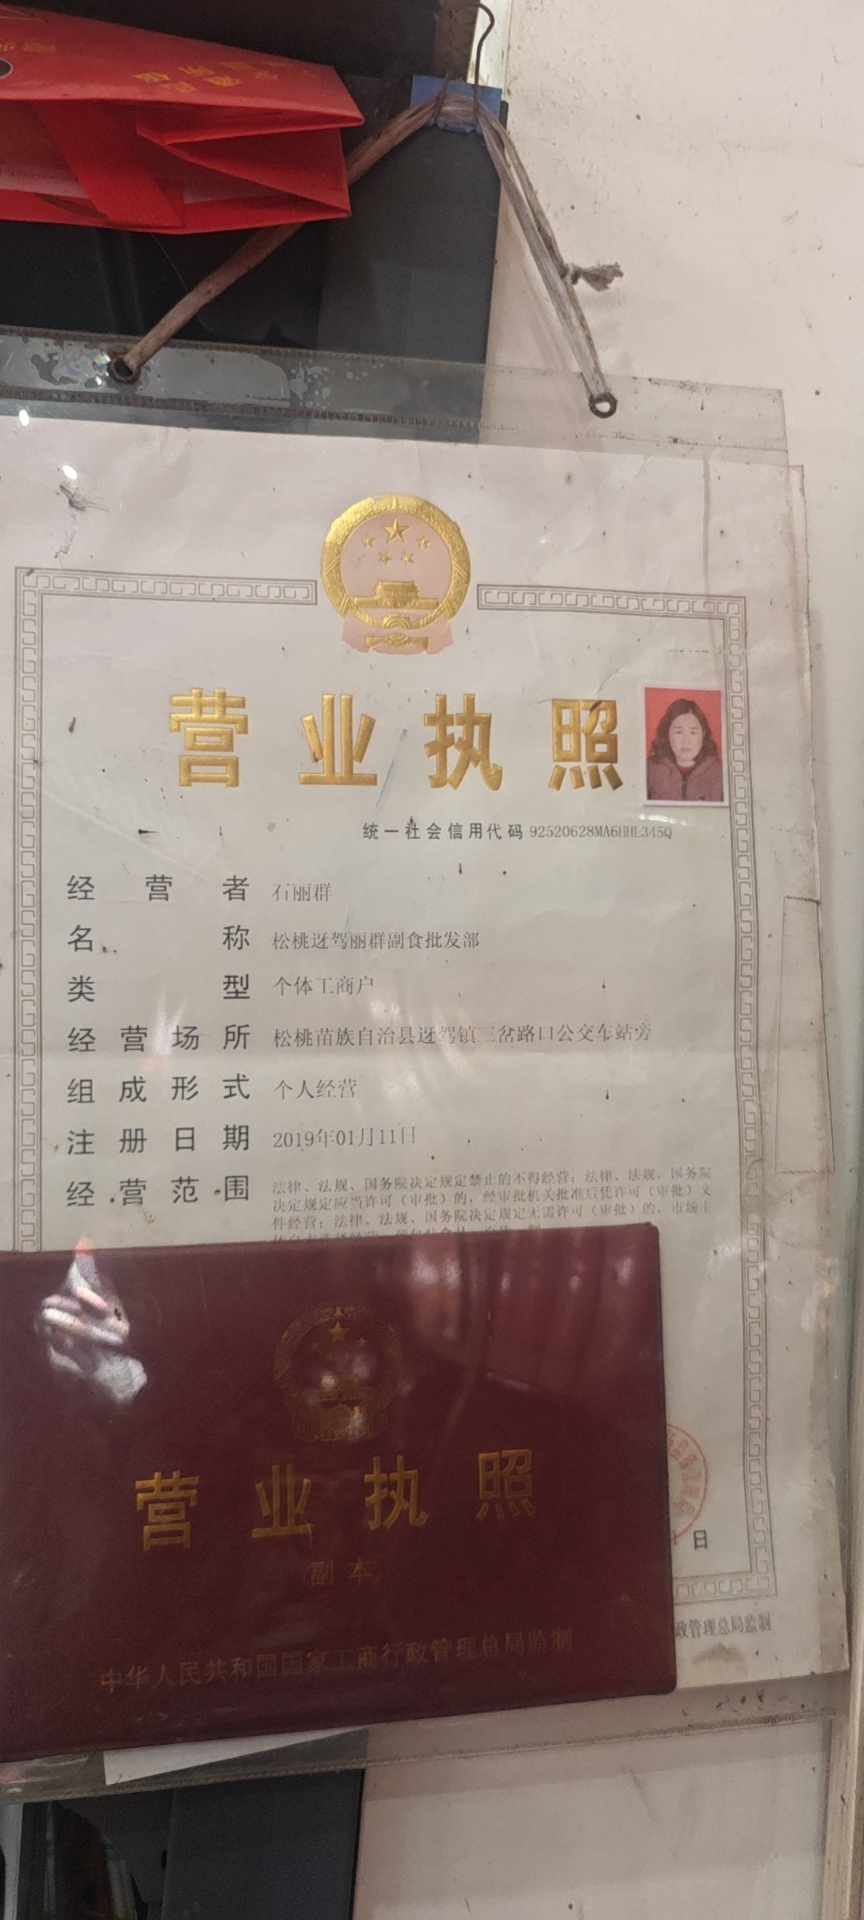 营业执照
统一社会信用代码 92520628MA6HHL345Q
经营者 石丽群
名称 松桃迓驾丽群副食批发部
类型 个体工商户
经营场所 松桃苗族自治县迓驾镇三岔路口公交车站旁
组成形式 个人经营
注册日期 2019年01月11日
经营范围 法律、法规、国务院决定规定禁止的不得经营；法律、法规、国务院
决定规定应当许可（审批）的，经审批机关批准后凭许可（审批）文
件经营；法律、法规、国务院决定规定无需许可（审批）的，市场主
日
政管理总局监制
营业执照
（副本）
中华人民共和国国家工商行政管理总局监制